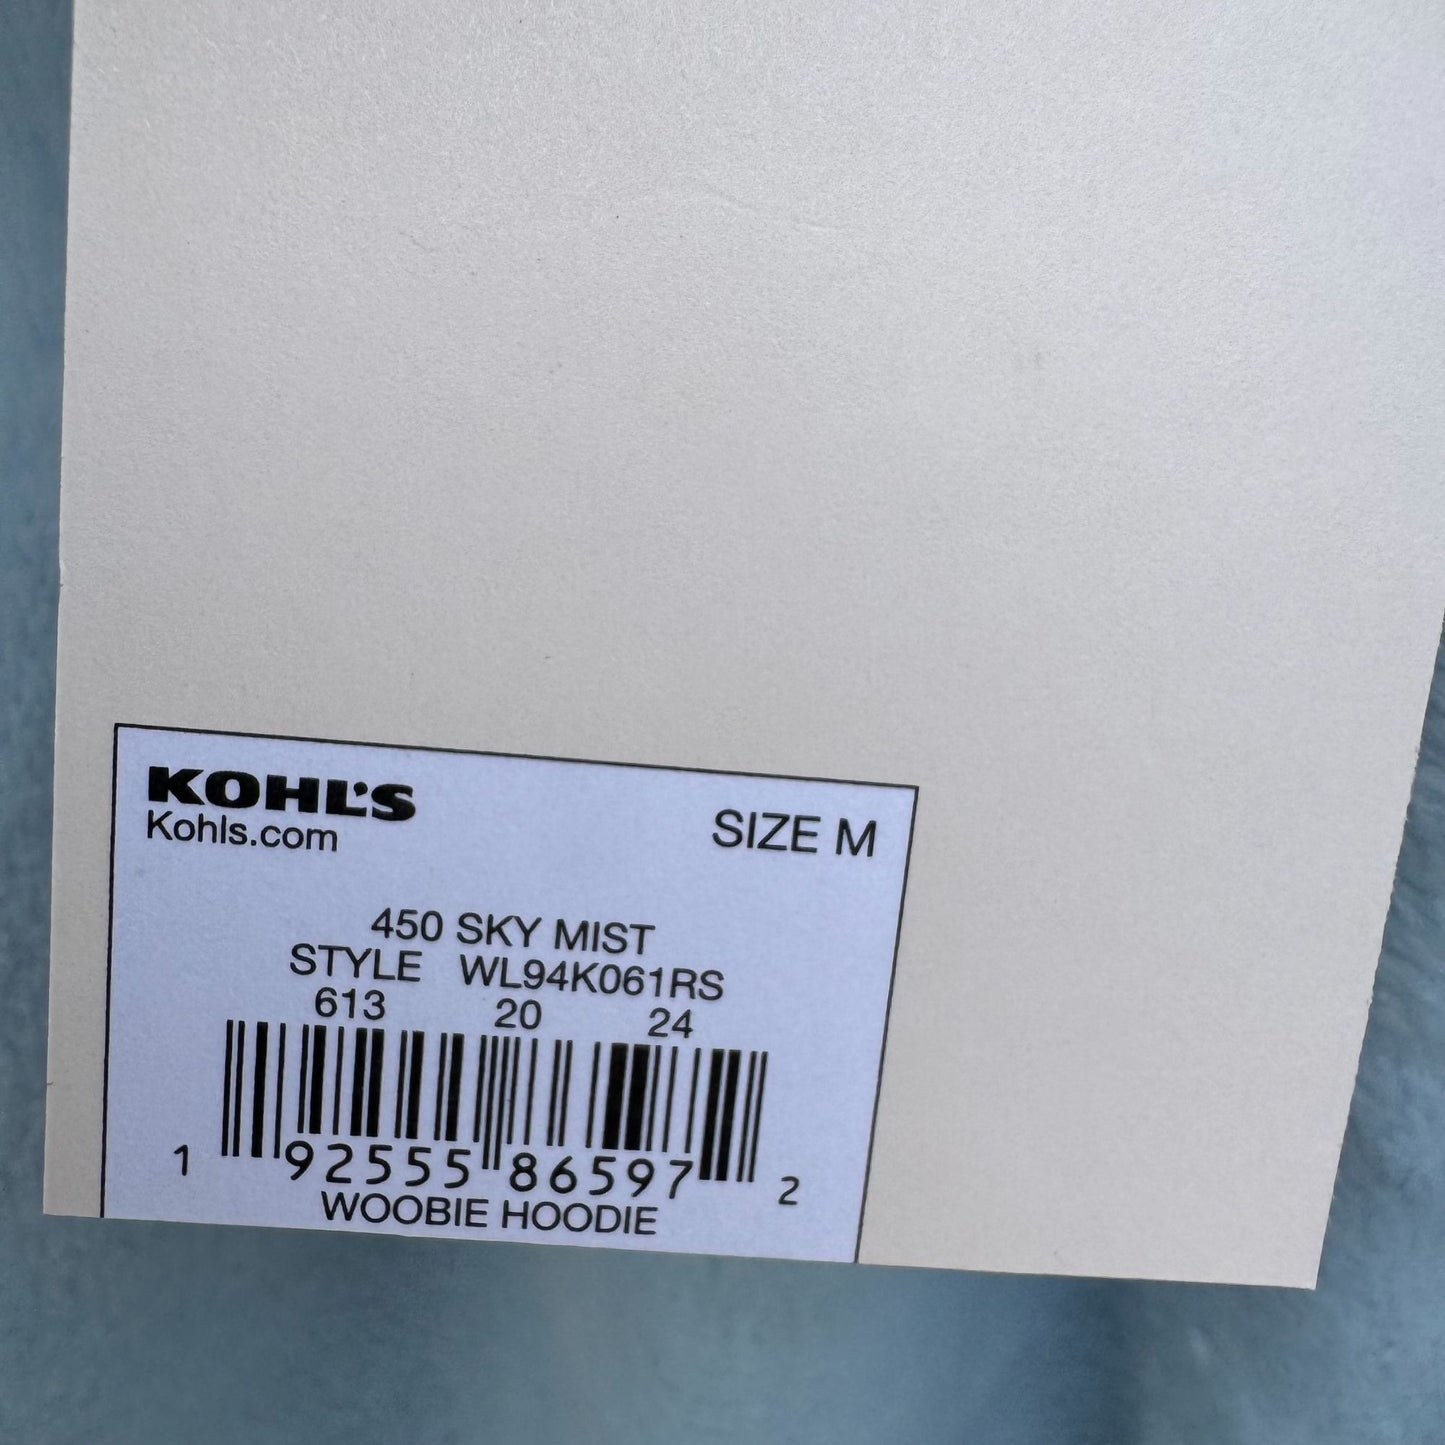 KOHL'S
Kohls.com
SIZE M
450 SKY MIST
STYLE WL94K061RS
613 20 24
1 92555 86597 2
WOOBIE HOODIE